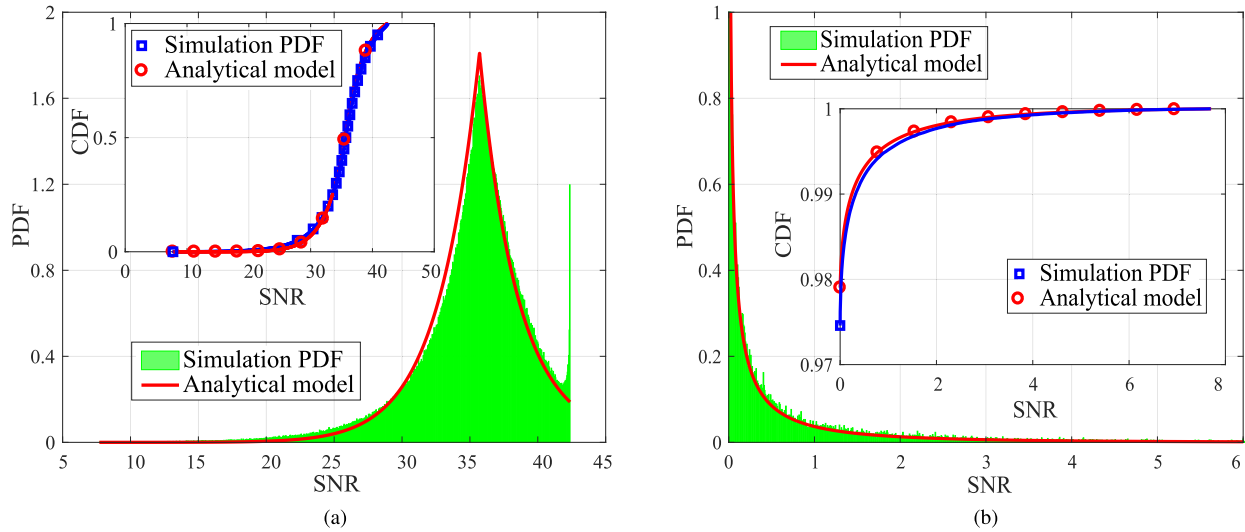 2
1.6
1.2
0.8
0.4
0
PDF
5
10
15
20
25
30
35
40
45
SNR
1
0.5
0
CDF
0
10
20
30
40
50
SNR
Simulation PDF
Analytical model
Simulation PDF
Analytical model
(a)
1
0.8
0.6
0.4
0.2
0
PDF
0
1
2
3
4
5
6
SNR
Simulation PDF
Analytical model
1
0.99
0.98
0.97
CDF
0
2
4
6
8
SNR
Simulation PDF
Analytical model
(b)